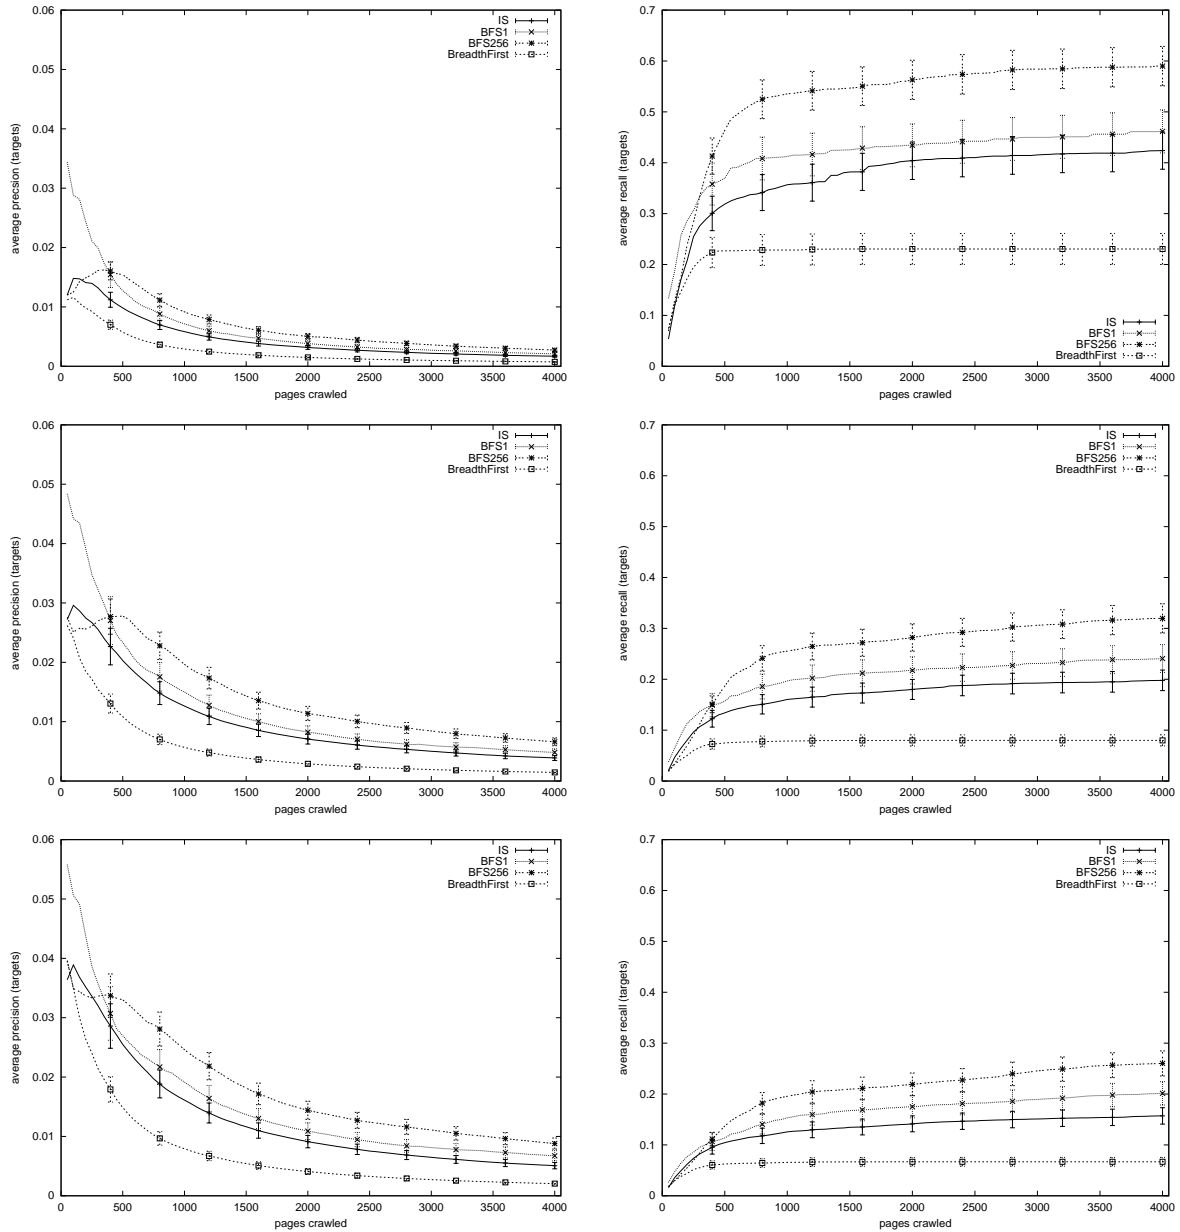 0.06
0.05
0.04
0.03
0.02
0.01
0
0 500 1000 1500 2000 2500 3000 3500 4000
average precsion (targets)
pages crawled
IS
BFS1
BFS256
BreadthFirst
0.7
0.6
0.5
0.4
0.3
0.2
0.1
0
0 500 1000 1500 2000 2500 3000 3500 4000
average recall (targets)
pages crawled
IS
BFS1
BFS256
BreadthFirst
0.06
0.05
0.04
0.03
0.02
0.01
0
0 500 1000 1500 2000 2500 3000 3500 4000
average precision (targets)
pages crawled
IS
BFS1
BFS256
BreadthFirst
0.7
0.6
0.5
0.4
0.3
0.2
0.1
0
0 500 1000 1500 2000 2500 3000 3500 4000
average recall (targets)
pages crawled
IS
BFS1
BFS256
BreadthFirst
0.06
0.05
0.04
0.03
0.02
0.01
0
0 500 1000 1500 2000 2500 3000 3500 4000
average precision (targets)
pages crawled
IS
BFS1
BFS256
BreadthFirst
0.7
0.6
0.5
0.4
0.3
0.2
0.1
0
0 500 1000 1500 2000 2500 3000 3500 4000
average recall (targets)
pages crawled
IS
BFS1
BFS256
BreadthFirst